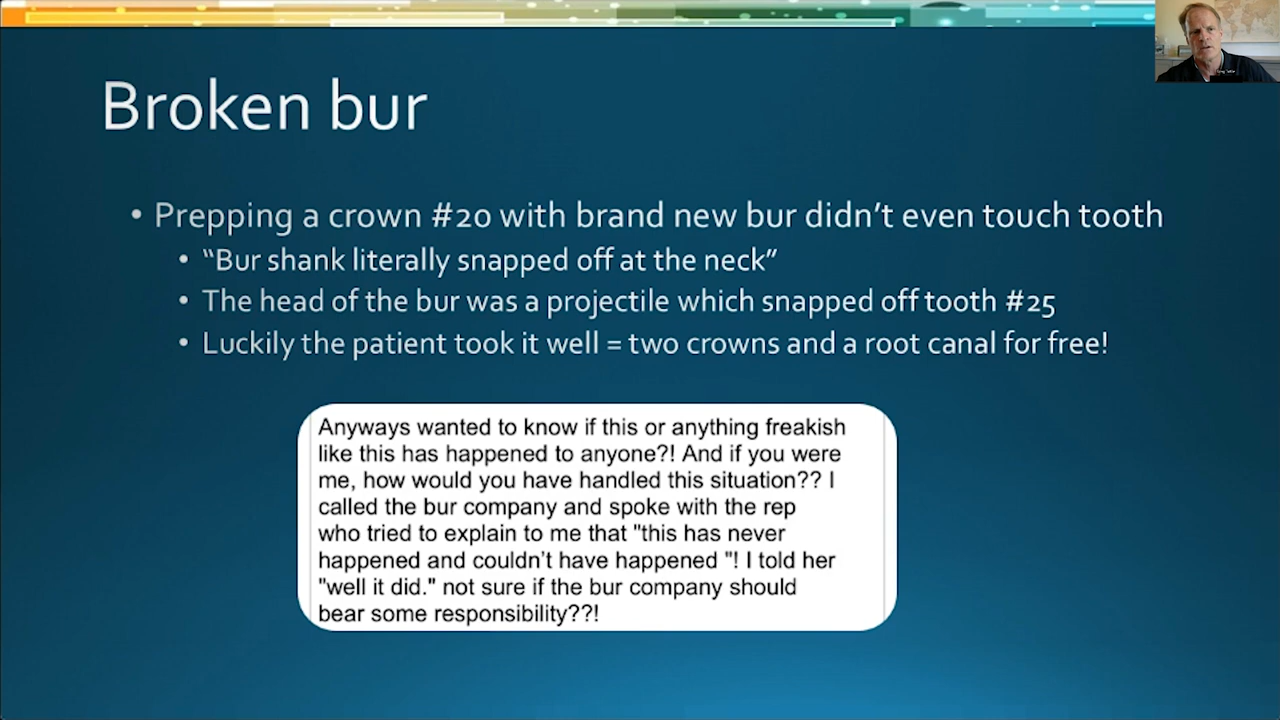 Broken bur
• Prepping a crown #20 with brand new bur didn't even touch tooth
• “Bur shank literally snapped off at the neck”
• The head of the bur was a projectile which snapped off tooth #25
• Luckily the patient took it well = two crowns and a root canal for free!
Anyways wanted to know if this or anything freakish
like this has happened to anyone?! And if you were
me, how would you have handled this situation?? I
called the bur company and spoke with the rep
who tried to explain to me that "this has never
happened and couldn't have happened "! I told her
"well it did." not sure if the bur company should
bear some responsibility??!